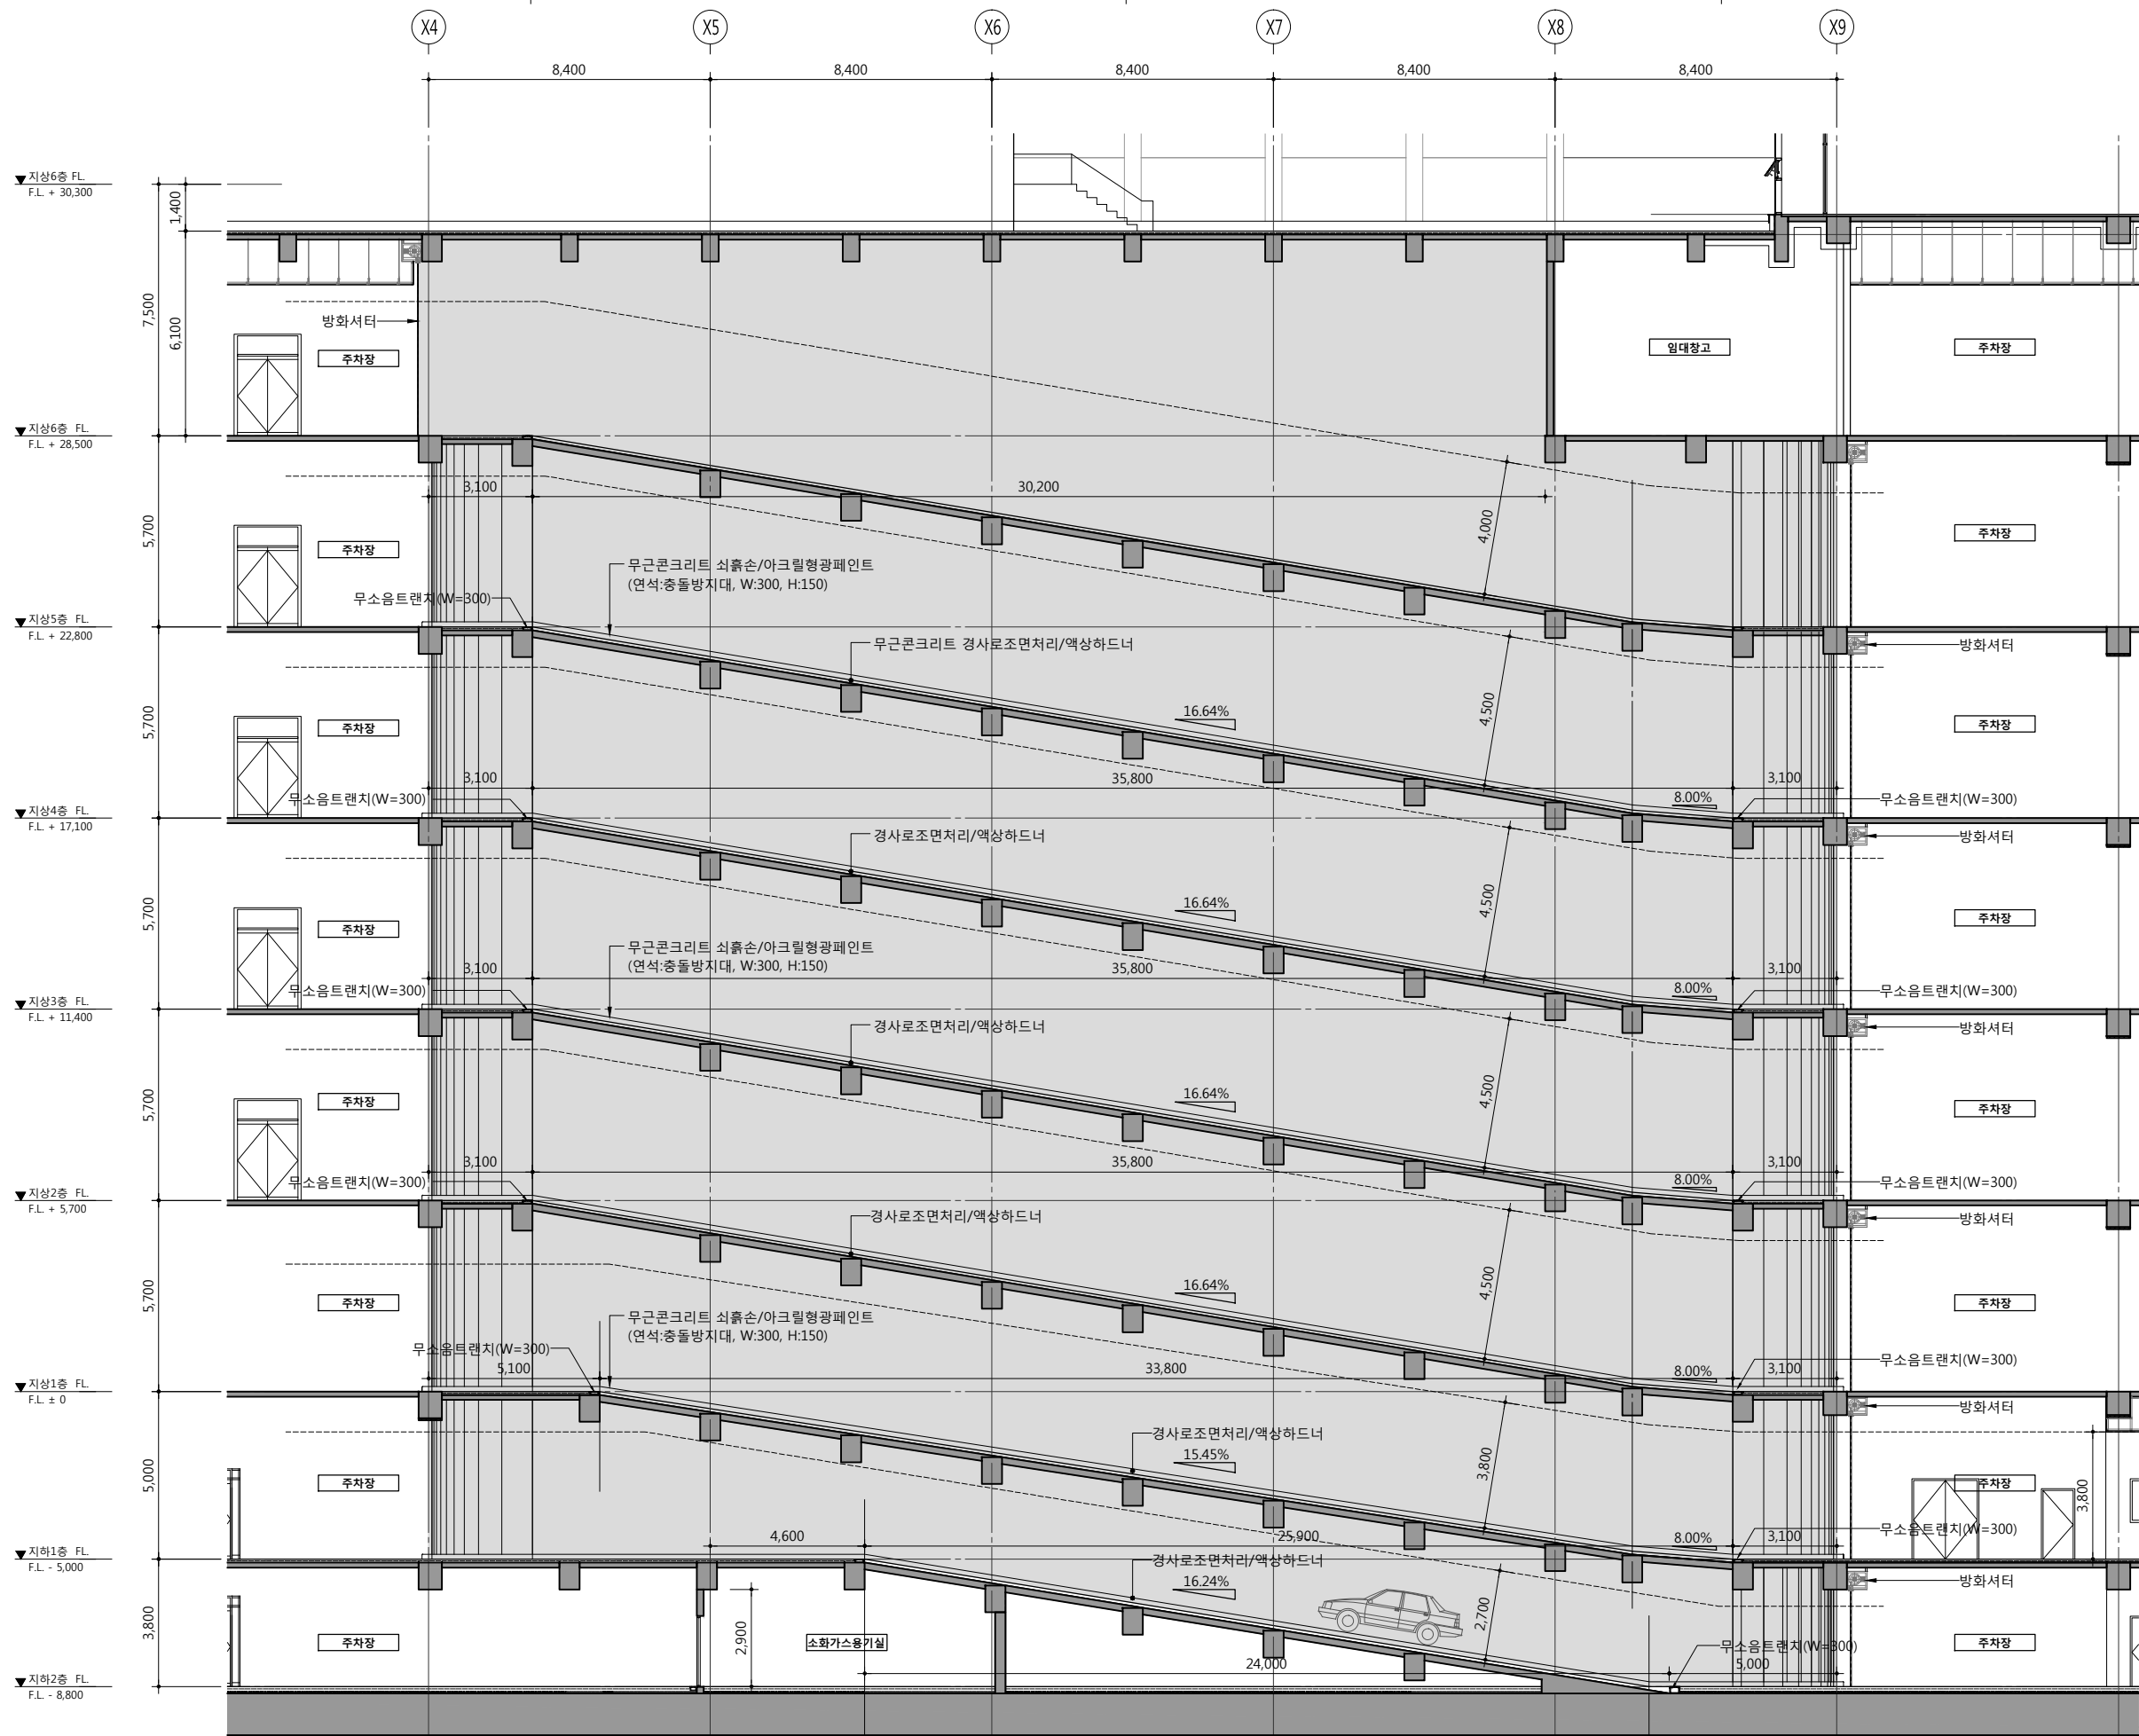 X4 X5 X6 X7 X8 X9
8,400 8,400 8,400 8,400 8,400
지상6층 FL.
F.L. + 30,300
1,400
7,500
6,100
방화셔터
주차장 임대창고 주차장
지상6층 FL.
F.L. + 28,500
3,100 30,200
4,000
5,700
주차장 주차장
무근콘크리트 쇠흙손/아크릴형광페인트
(연석:충돌방지대, W:300, H:150)
무소음트랜치(W=300)
지상5층 FL.
F.L. + 22,800
무근콘크리트 경사로조면처리/액상하드너
방화셔터
5,700
16.64%
4,500
주차장 주차장
3,100 35,800 3,100
무소음트랜치(W=300) 8.00% 무소음트랜치(W=300)
지상4층 FL.
F.L. + 17,100
경사로조면처리/액상하드너
방화셔터
5,700
16.64%
4,500
주차장 주차장
무근콘크리트 쇠흙손/아크릴형광페인트
(연석:충돌방지대, W:300, H:150)
3,100 35,800 3,100
무소음트랜치(W=300) 8.00% 무소음트랜치(W=300)
지상3층 FL.
F.L. + 11,400
경사로조면처리/액상하드너
방화셔터
5,700
16.64%
4,500
주차장 주차장
3,100 35,800 3,100
무소음트랜치(W=300) 8.00% 무소음트랜치(W=300)
지상2층 FL.
F.L. + 5,700
경사로조면처리/액상하드너
방화셔터
5,700
16.64%
4,500
주차장 주차장
무근콘크리트 쇠흙손/아크릴형광페인트
(연석:충돌방지대, W:300, H:150)
무소음트랜치(W=300)
5,100 33,800 8.00% 3,100
무소음트랜치(W=300)
지상1층 FL.
F.L. ± 0
방화셔터
경사로조면처리/액상하드너
15.45%
5,000
3,800
주차장 주차장
3,800
4,600 25,900 8.00% 3,100
무소음트랜치(W=300)
지하1층 FL.
F.L. - 5,000
경사로조면처리/액상하드너
16.24%
방화셔터
3,800
2,900
2,700
주차장 소화가스용기실 주차장
무소음트랜치(W=300)
24,000 5,000
지하2층 FL.
F.L. - 8,800